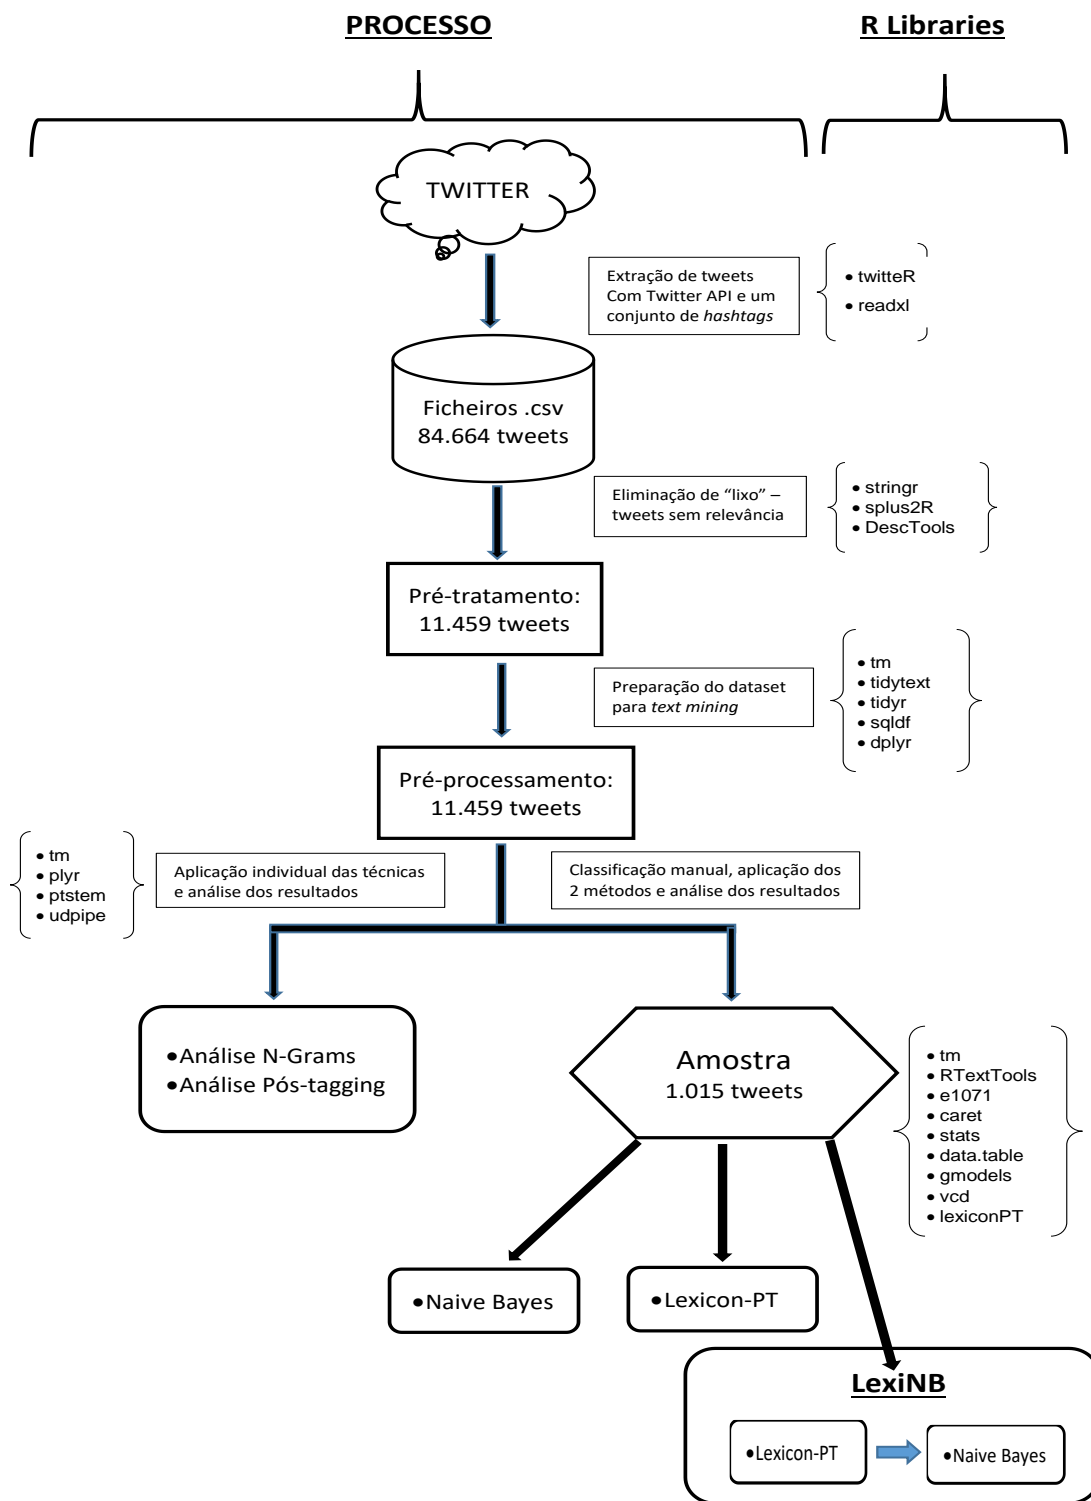 PROCESSO
R Libraries
TWITTER
Extração de tweets
Com Twitter API e um
conjunto de hashtags
• twitteR
• readxl
Ficheiros .csv
84.664 tweets
Eliminação de “lixo” –
tweets sem relevância
• stringr
• splus2R
• DescTools
Pré-tratamento:
11.459 tweets
Preparação do dataset
para text mining
• tm
• tidytext
• tidyr
• sqldf
• dplyr
Pré-processamento:
11.459 tweets
• tm
• plyr
• ptstem
• udpipe
Aplicação individual das técnicas
e análise dos resultados
Classificação manual, aplicação dos
2 métodos e análise dos resultados
•Análise N-Grams
•Análise Pós-tagging
Amostra
1.015 tweets
• tm
• RTextTools
• e1071
• caret
• stats
• data.table
• gmodels
• vcd
• lexiconPT
•Naive Bayes
•Lexicon-PT
LexiNB
•Lexicon-PT
•Naive Bayes